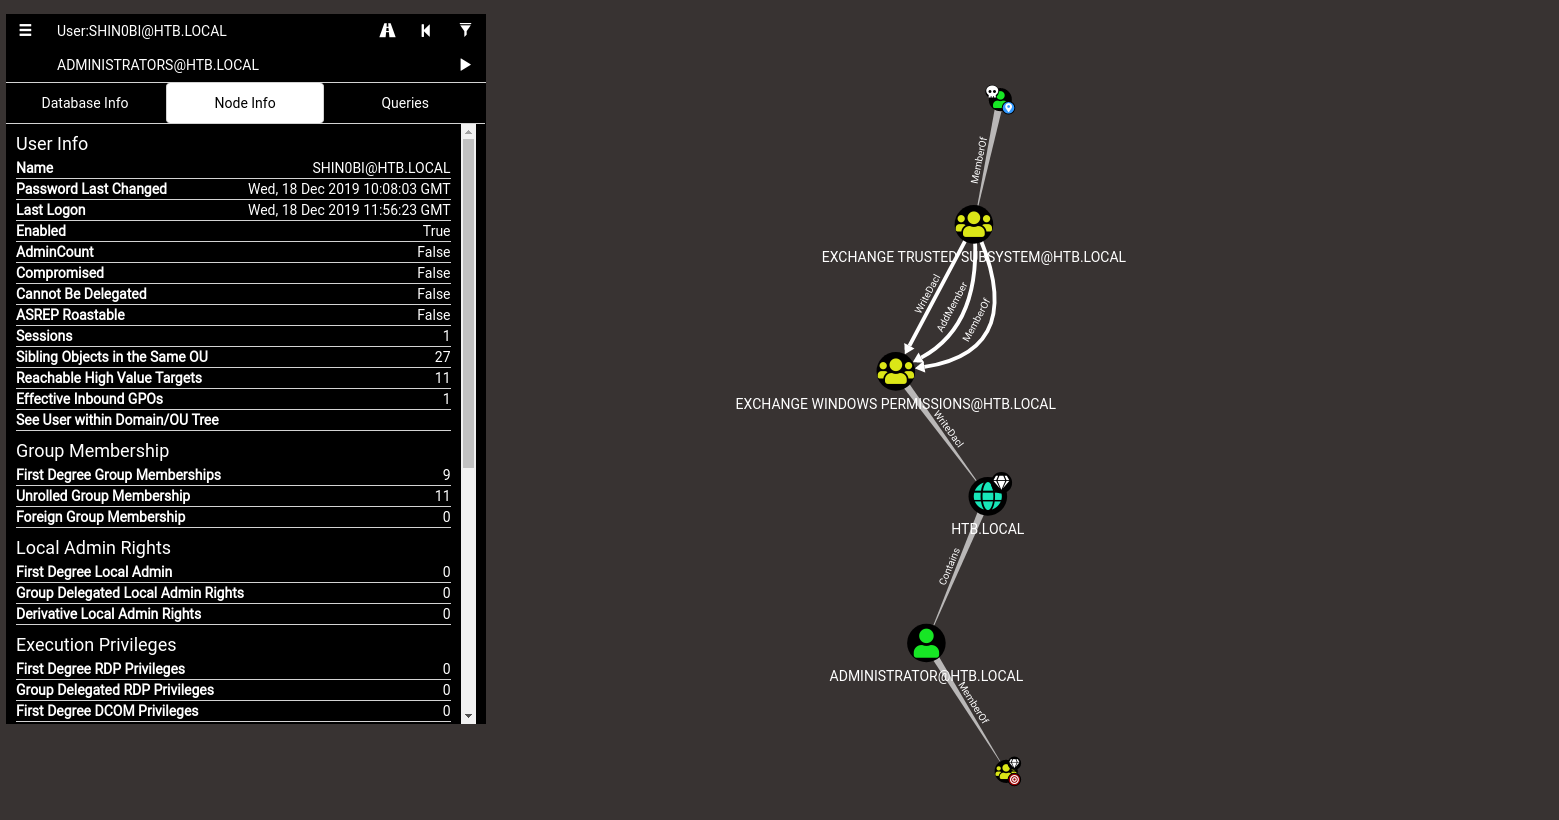 User:SHIN0BI@HTB.LOCAL
ADMINISTRATORS@HTB.LOCAL
Database Info
Node Info
Queries
User Info
Name SHIN0BI@HTB.LOCAL
Password Last Changed Wed, 18 Dec 2019 10:08:03 GMT
Last Logon Wed, 18 Dec 2019 11:56:23 GMT
Enabled True
AdminCount False
Compromised False
Cannot Be Delegated False
ASREP Roastable False
Sessions 1
Sibling Objects in the Same OU 27
Reachable High Value Targets 11
Effective Inbound GPOs 1
See User within Domain/OU Tree
Group Membership
First Degree Group Memberships 9
Unrolled Group Membership 11
Foreign Group Membership 0
Local Admin Rights
First Degree Local Admin 0
Group Delegated Local Admin Rights 0
Derivative Local Admin Rights 0
Execution Privileges
First Degree RDP Privileges 0
Group Delegated RDP Privileges 0
First Degree DCOM Privileges 0
MemberOf
EXCHANGE TRUSTED SUBSYSTEM@HTB.LOCAL
WriteDacl
AddMember
MemberOf
EXCHANGE WINDOWS PERMISSIONS@HTB.LOCAL
WriteDacl
HTB.LOCAL
Contains
ADMINISTRATOR@HTB.LOCAL
MemberOf